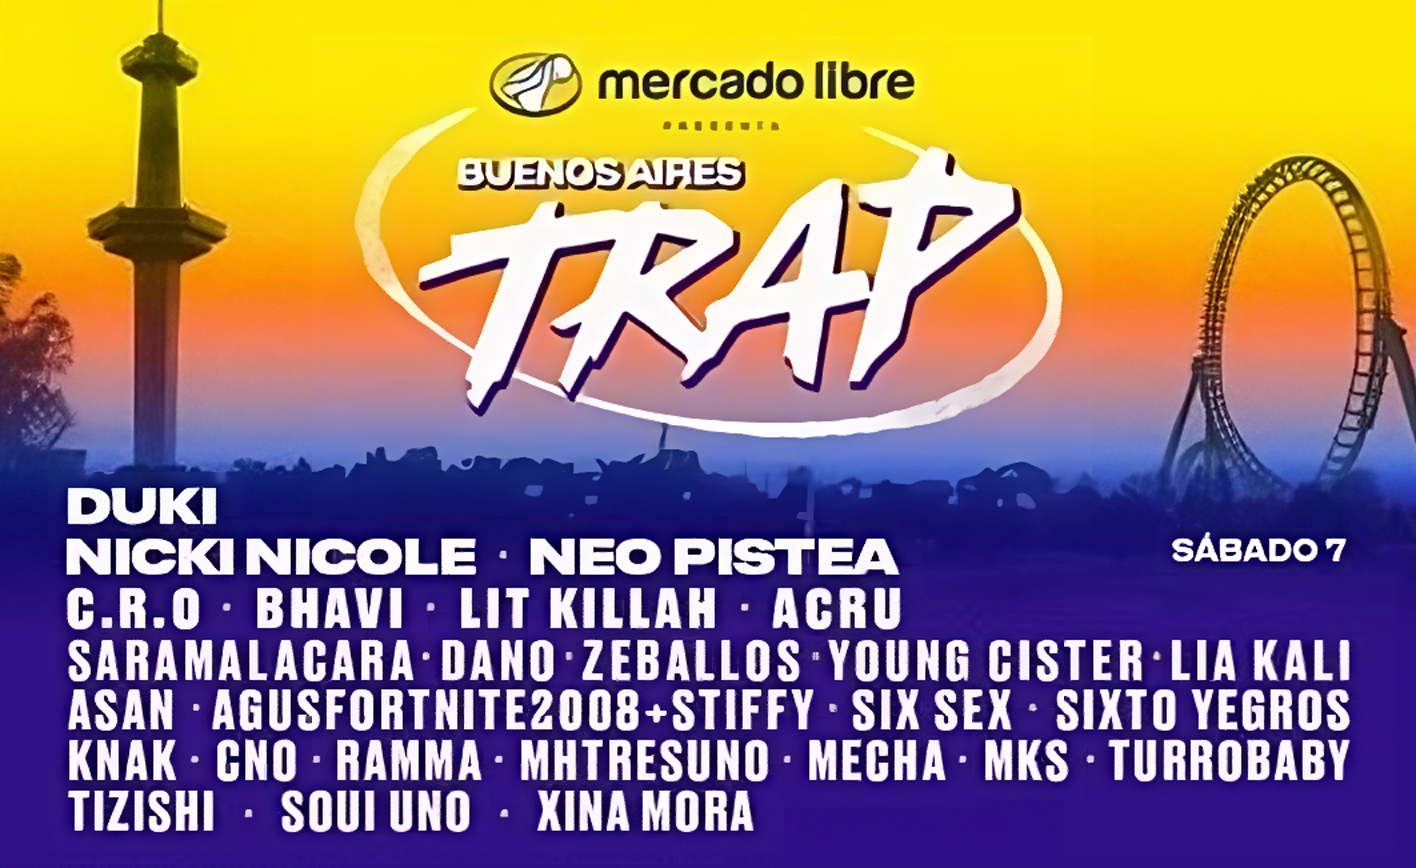 mercado libre
PRESENTA
BUENOS AIRES
TRAP
DUKI
NICKI NICOLE · NEO PISTEA
SÁBADO 7
C.R.O · BHAVI · LIT KILLAH · ACRU
SARAMALACARA · DANO · ZEBALLOS · YOUNG CISTER · LIA KALI
ASAN · AGUSFORTNITE2008+STIFFY · SIX SEX · SIXTO YEGROS
KNAK · CNO · RAMMA · MHTRESUNO · MECHA · MKS · TURROBABY
TIZISHI · SOUI UNO · XINA MORA